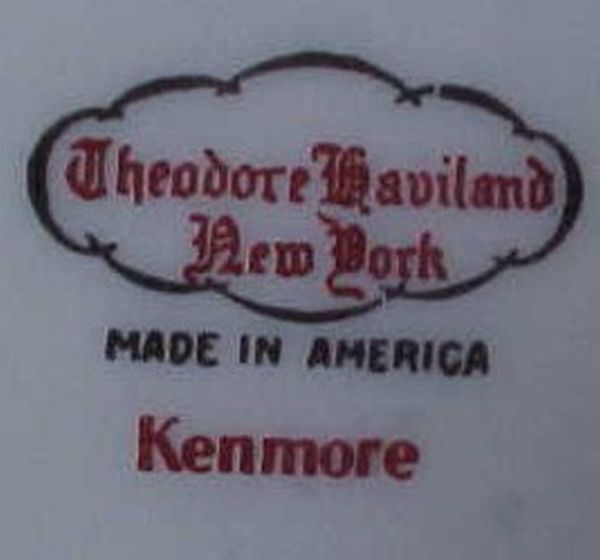 Theodore Haviland
New York
MADE IN AMERICA
Kenmore